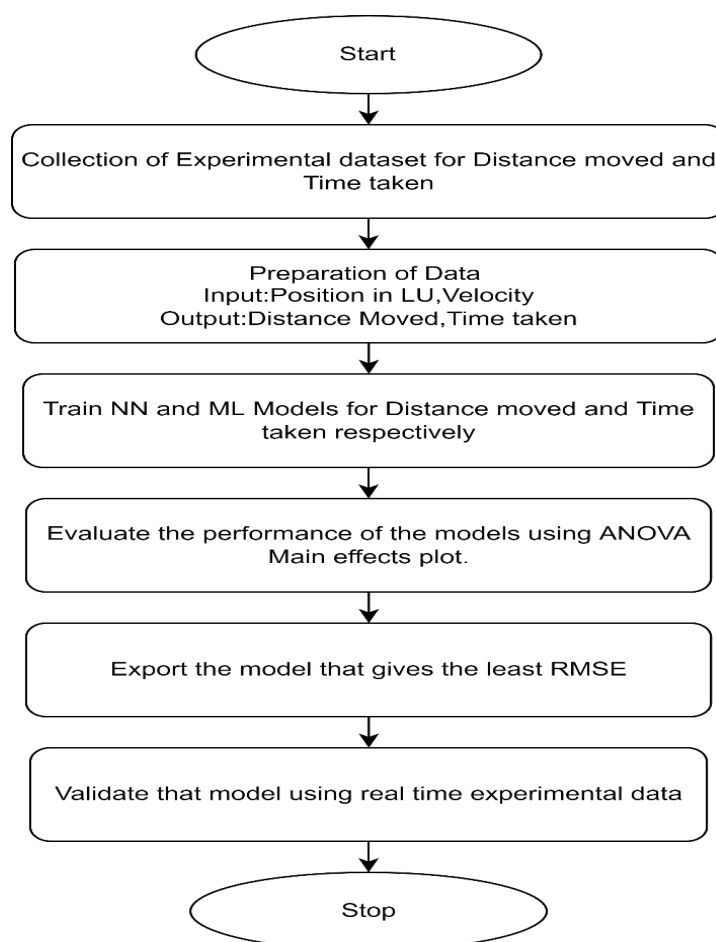 Start
Collection of Experimental dataset for Distance moved and
Time taken
Preparation of Data
Input:Position in LU,Velocity
Output:Distance Moved,Time taken
Train NN and ML Models for Distance moved and Time
taken respectively
Evaluate the performance of the models using ANOVA
Main effects plot.
Export the model that gives the least RMSE
Validate that model using real time experimental data
Stop